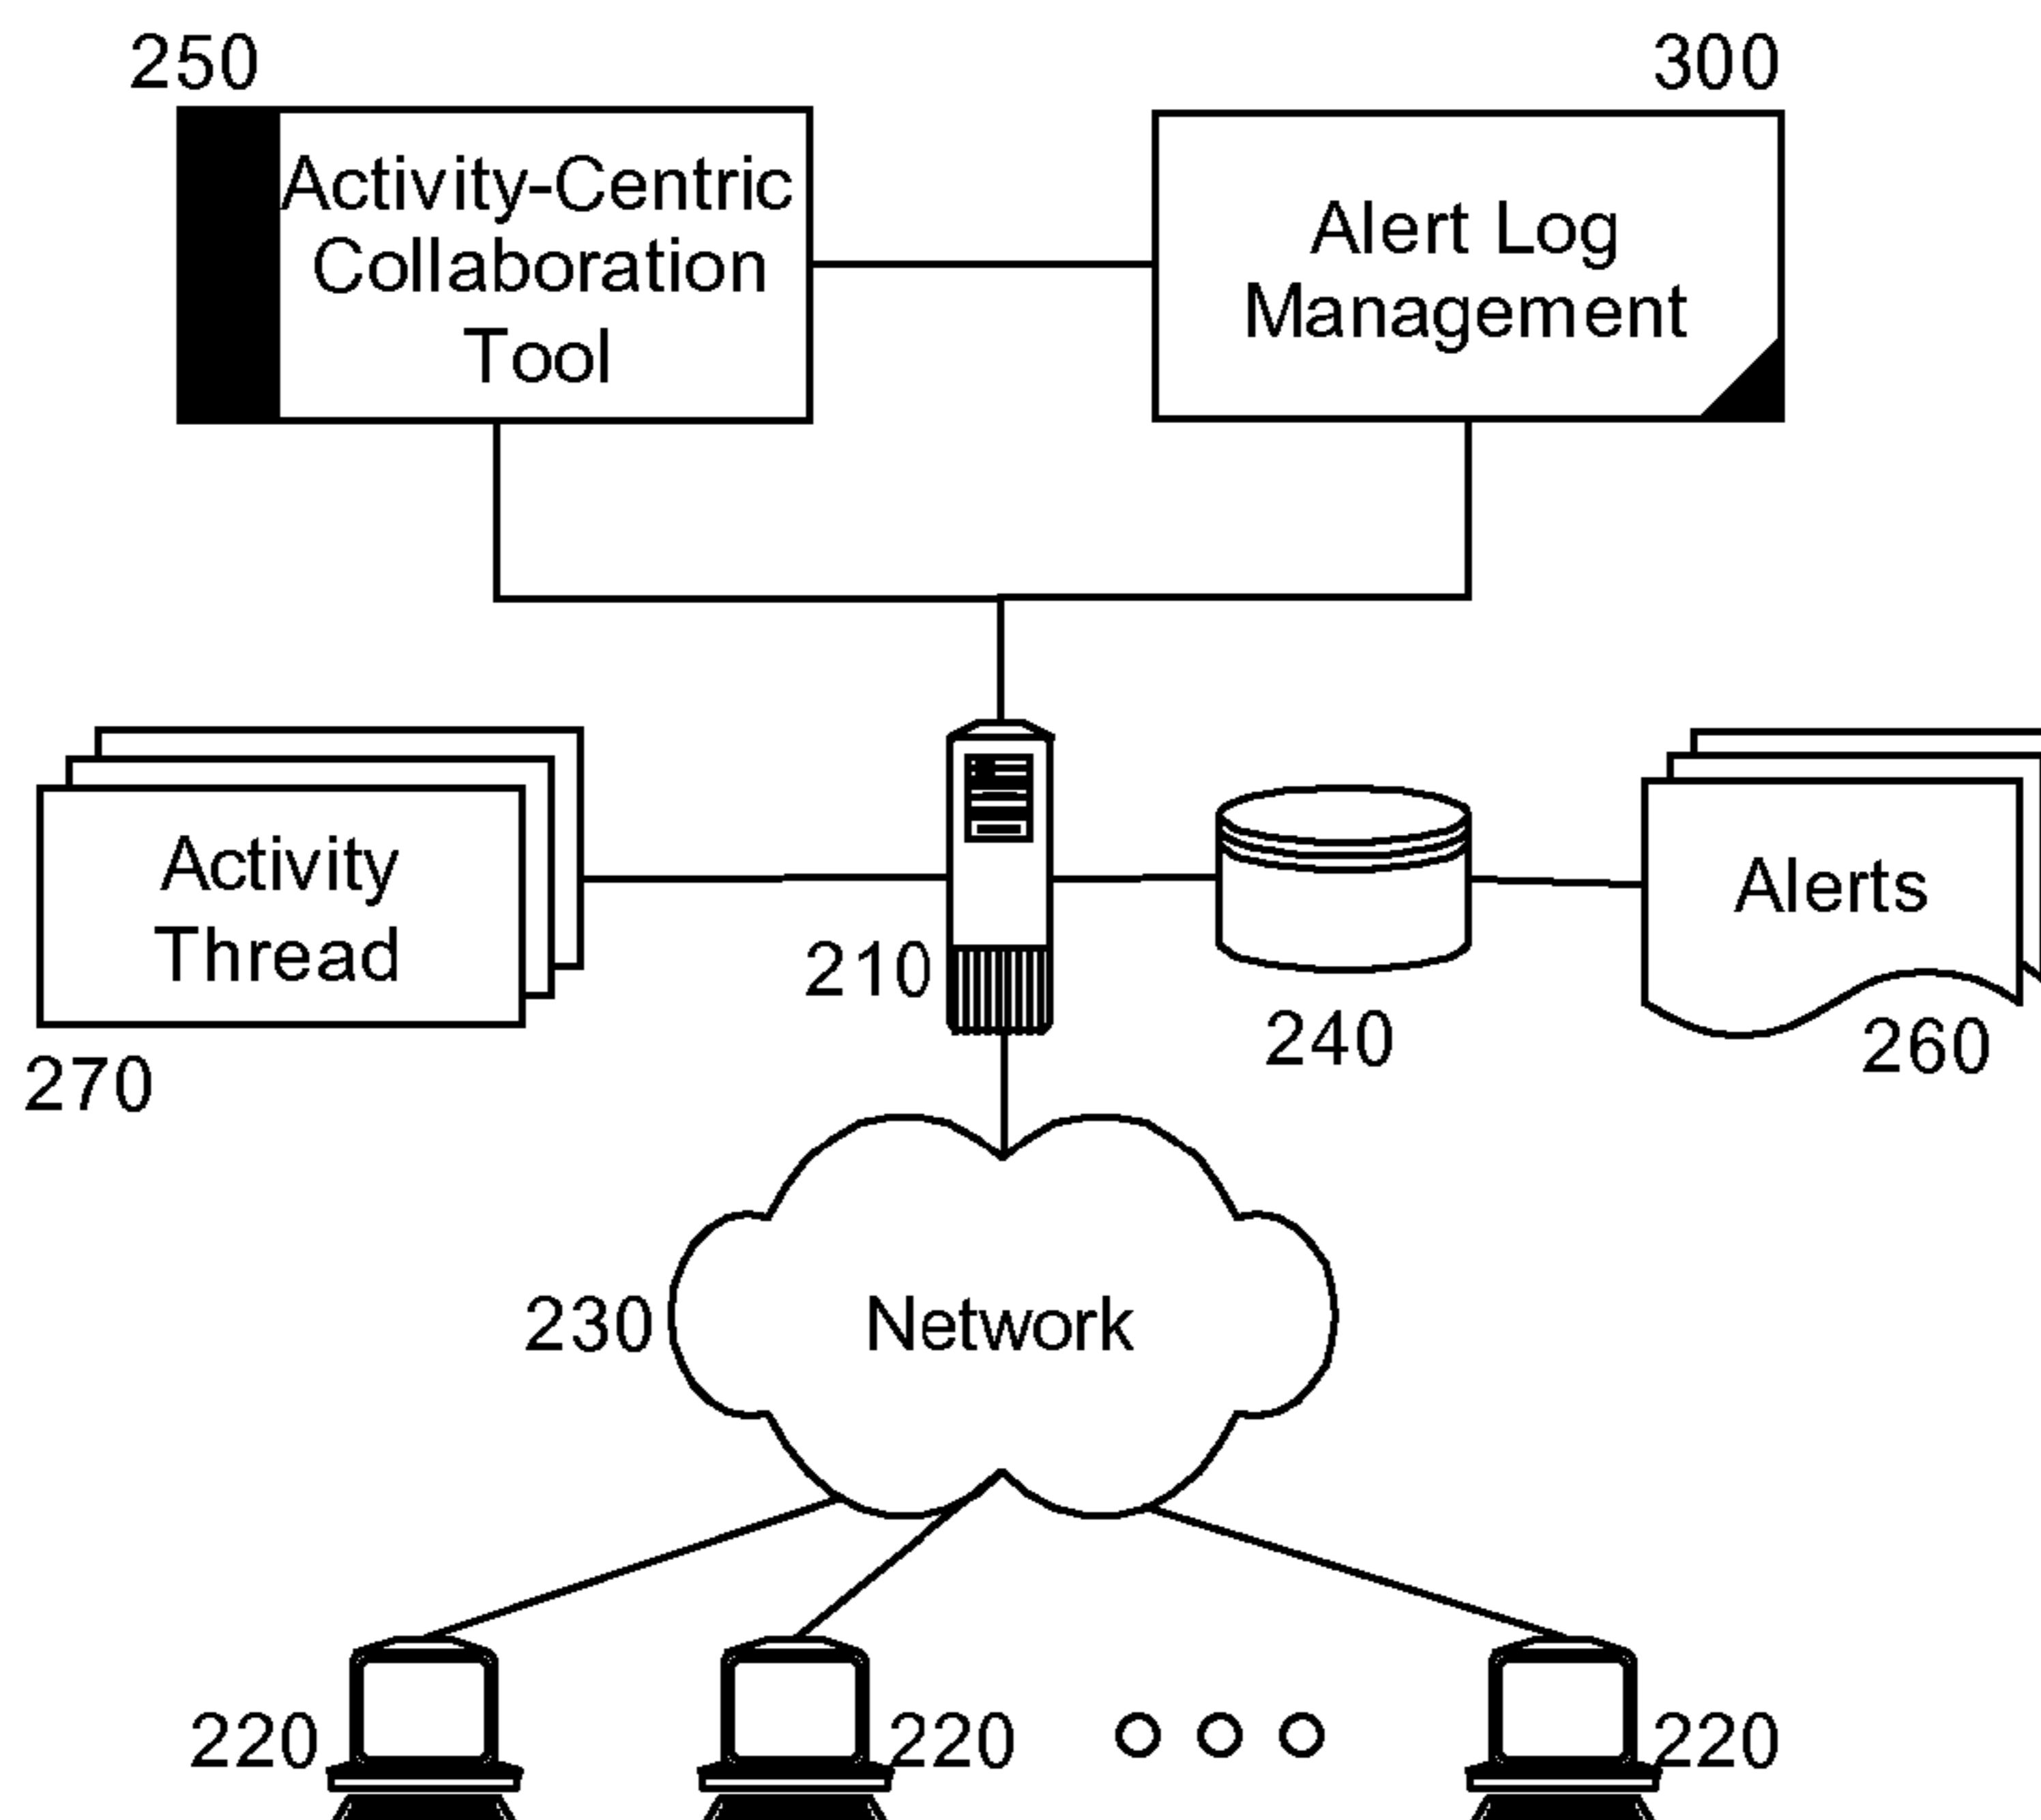 250
300
Activity-Centric
Collaboration
Tool
Alert Log
Management
Activity
Thread
Alerts
210
240
260
270
230
Network
220
220
220